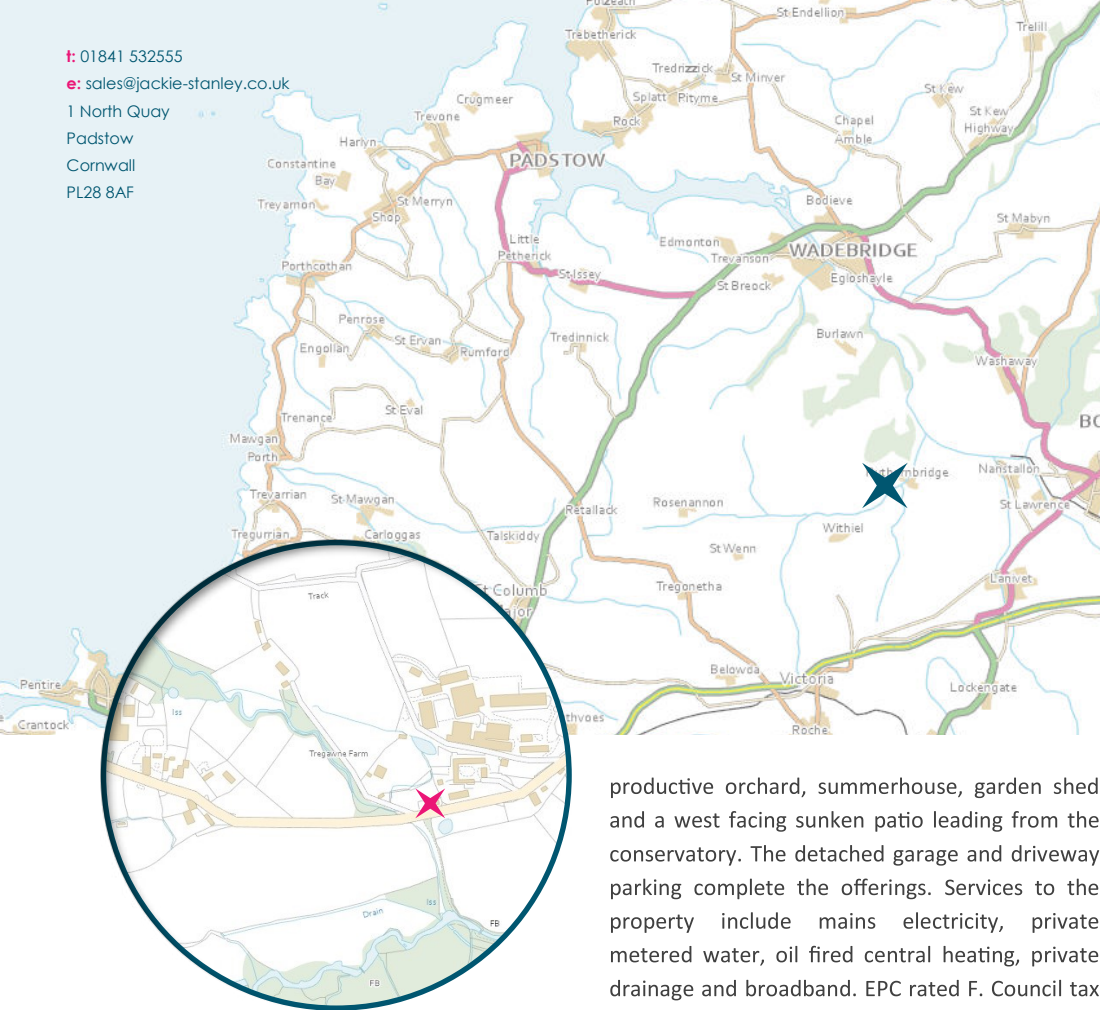 t: 01841 532555
e: sales@jackie-stanley.co.uk
1 North Quay
Padstow
Cornwall
PL28 8AF
Polzeath
Trebetherick
St Endellion
Trelill
Tredrizzick
St Minver
Splatt
Pityme
Rock
St Kew
St Kew
Highway
Chapel
Amble
Crugmeer
Trevone
Harlyn
PADSTOW
Constantine
Bay
Treyarnon
St Merryn
Shop
Bodieve
St Mabyn
Little
Petherick
Edmonton
Trevanson
WADEBRIDGE
Egloshayle
Porthcothan
St Issey
St Breock
Penrose
St Ervan
Engollan
Rumford
Tredinnick
Burlawn
Washaway
Trenance
St Eval
BO
Mawgan
Porth
Nanstallon
Trevarrian
St Mawgan
Rosenannon
Retallack
St Lawrence
Tregurrian
Carloggas
Talskiddy
Withiel
St Wenn
Lanivet
St Columb
Major
Tregonetha
Track
Belowda
Victoria
Lockengate
Pentire
Crantock
Roche
Iss
Tregawne Farm
Iss
Drain
FB
FB
productive orchard, summerhouse, garden shed
and a west facing sunken patio leading from the
conservatory. The detached garage and driveway
parking complete the offerings. Services to the
property include mains electricity, private
metered water, oil fired central heating, private
drainage and broadband. EPC rated F. Council tax